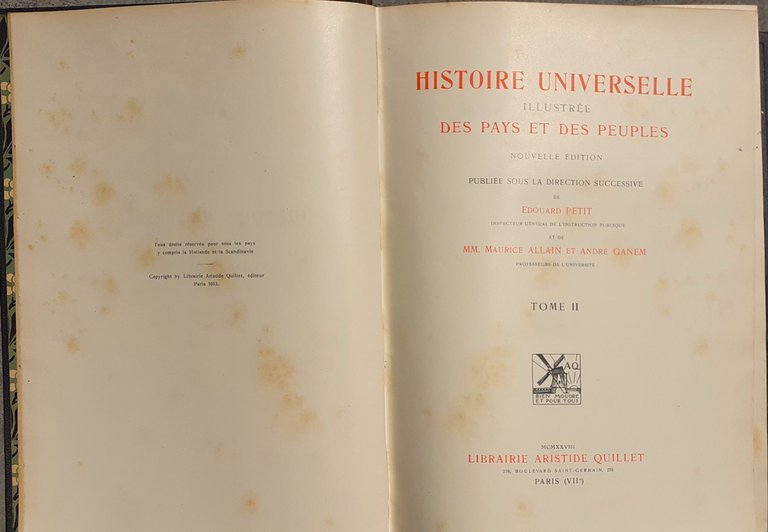 Tous droits réservés pour tous les pays
y compris la Hollande et la Scandinavie
Copyright by Librairie Aristide Quillet, éditeur
Paris 1913.
HISTOIRE UNIVERSELLE
ILLUSTRÉE
DES PAYS ET DES PEUPLES
NOUVELLE ÉDITION
PUBLIÉE SOUS LA DIRECTION SUCCESSIVE
DE
EDOUARD PETIT
INSPECTEUR GÉNÉRAL DE L'INSTRUCTION PUBLIQUE
ET DE
MM. MAURICE ALLAIN ET ANDRÉ GANEM
PROFESSEURS DE L'UNIVERSITÉ
TOME II
AQ
BIEN MOUDRE
ET POUR TOUS
MCMXXVIII
LIBRAIRIE ARISTIDE QUILLET
278, BOULEVARD SAINT-GERMAIN, 278
PARIS (VIIe)